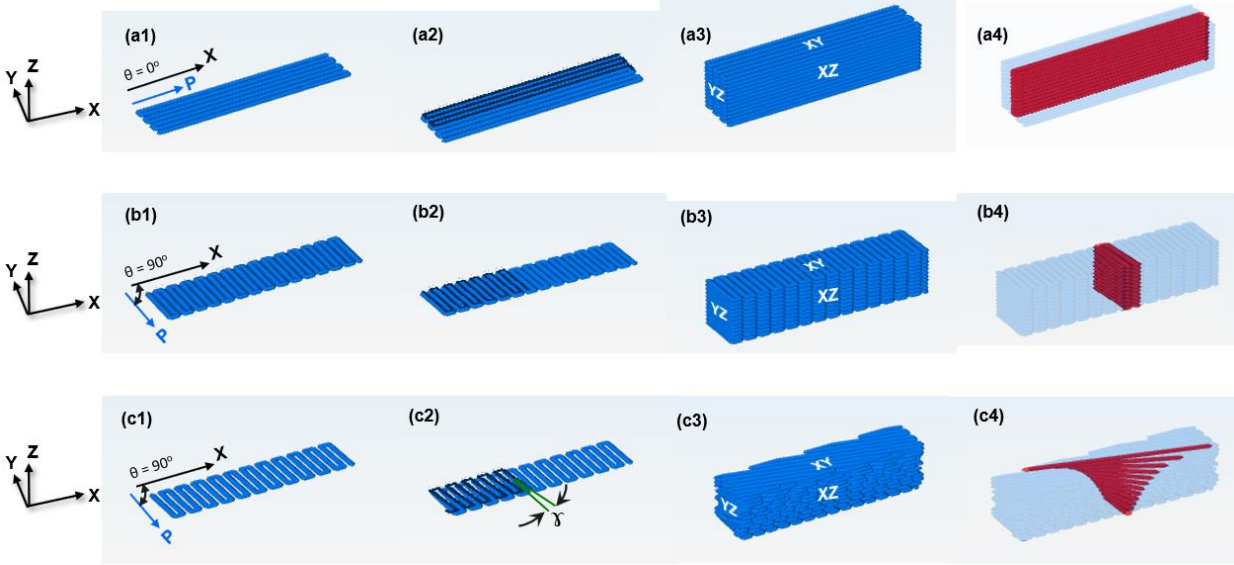 (a1)
(a2)
(a3)
(a4)
Y Z X
θ = 0° X
P
XY
XZ
YZ
(b1)
(b2)
(b3)
(b4)
Y Z X
θ = 90° X
P
XY
XZ
YZ
(c1)
(c2)
(c3)
(c4)
Y Z X
θ = 90° X
P
γ
XY
XZ
YZ